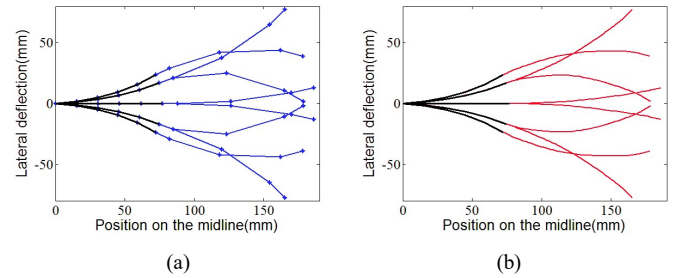 Lateral deflection(mm)
50
0
-50
0
50
100
150
Position on the midline(mm)
(a)
Lateral deflection(mm)
50
0
-50
0
50
100
150
Position on the midline(mm)
(b)